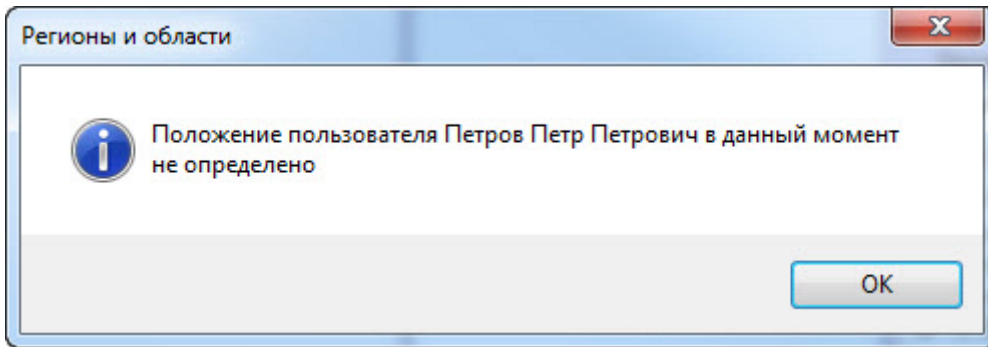 Регионы и области
Положение пользователя Петров Петр Петрович в данный момент
не определено
OK